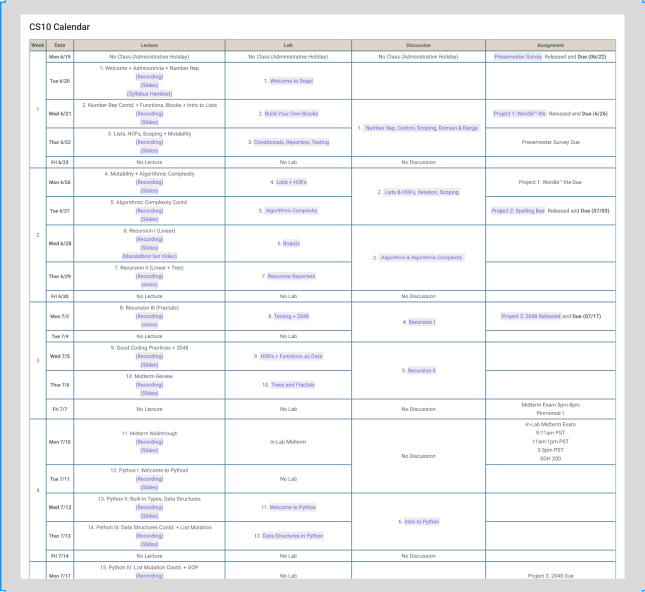 CS10 Calendar
Week Date Lecture Lab Discussion Assignment
Mon 6/19 No Class (Administrative Holiday) No Class (Administrative Holiday) No Class (Administrative Holiday) Presemester Survey Released and Due (06/22)
1
Tue 6/20
1. Welcome + Administrivia + Number Rep
(Recording)
(Slides)
(Syllabus Handout)
1. Welcome to Snap!
Wed 6/21
2. Number Rep Contd. + Functions, Blocks + Intro to Lists
(Recording)
(Slides)
2. Build Your Own Blocks
1. Number Rep, Control, Scoping, Domain & Range
Project 1: Wordle™-lite Released and Due (6/26)
Thur 6/22
3. Lists, HOFs, Scoping + Mutability
(Recording)
(Slides)
3. Conditionals, Reporters, Testing
Presemester Survey Due
Fri 6/23 No Lecture No Lab No Discussion
2
Mon 6/26
4. Mutability + Algorithmic Complexity
(Recording)
(Slides)
4. Lists + HOFs
2. Lists & HOFs, Iteration, Scoping
Project 1: Wordle™-lite Due
Tue 6/27
5. Algorithmic Complexity Contd.
(Recording)
(Slides)
5. Algorithmic Complexity
Project 2: Spelling Bee Released and Due (07/03)
Wed 6/28
6. Recursion I (Linear)
(Recording)
(Slides)
(Mandelbrot Set Video)
6. Boards
3. Algorithms & Algorithmic Complexity
Thur 6/29
7. Recursion II (Linear + Tree)
(Recording)
(Slides)
7. Recursive Reporters
Fri 6/30 No Lecture No Lab No Discussion
3
Mon 7/3
8. Recursion III (Fractals)
(Recording)
(slides)
8. Testing + 2048
4. Recursion I
Project 3: 2048 Released and Due (07/17)
Tue 7/4 No Lecture No Lab
Wed 7/5
9. Good Coding Practices + 2048
(Recording)
(Slides)
9. HOFs + Functions as Data
5. Recursion II
Thur 7/6
10. Midterm Review
(Recording)
(Slides)
10. Trees and Fractals
Fri 7/7 No Lecture No Lab No Discussion
Midterm Exam 5pm-8pm
Pimentel 1
4
Mon 7/10
11. Midterm Walkthrough
(Recording)
(Slides)
In-Lab Midterm
No Discussion
In-Lab Midterm Exam
9-11am PST
11am-1pm PST
3-5pm PST
SDH 200
Tue 7/11
12. Python I: Welcome to Python!
(Recording)
(Slides)
No Lab
Wed 7/12
13. Python II: Built-in Types, Data Structures
(Recording)
(Slides)
11. Welcome to Python
6. Intro to Python
Thur 7/13
14. Python III: Data Structures Contd. + List Mutation
(Recording)
(Slides)
12. Data Structures in Python
Fri 7/14 No Lecture No Lab No Discussion
Mon 7/17
15. Python IV: List Mutation Contd. + OOP
(Recording)
No Lab
Project 3: 2048 Due